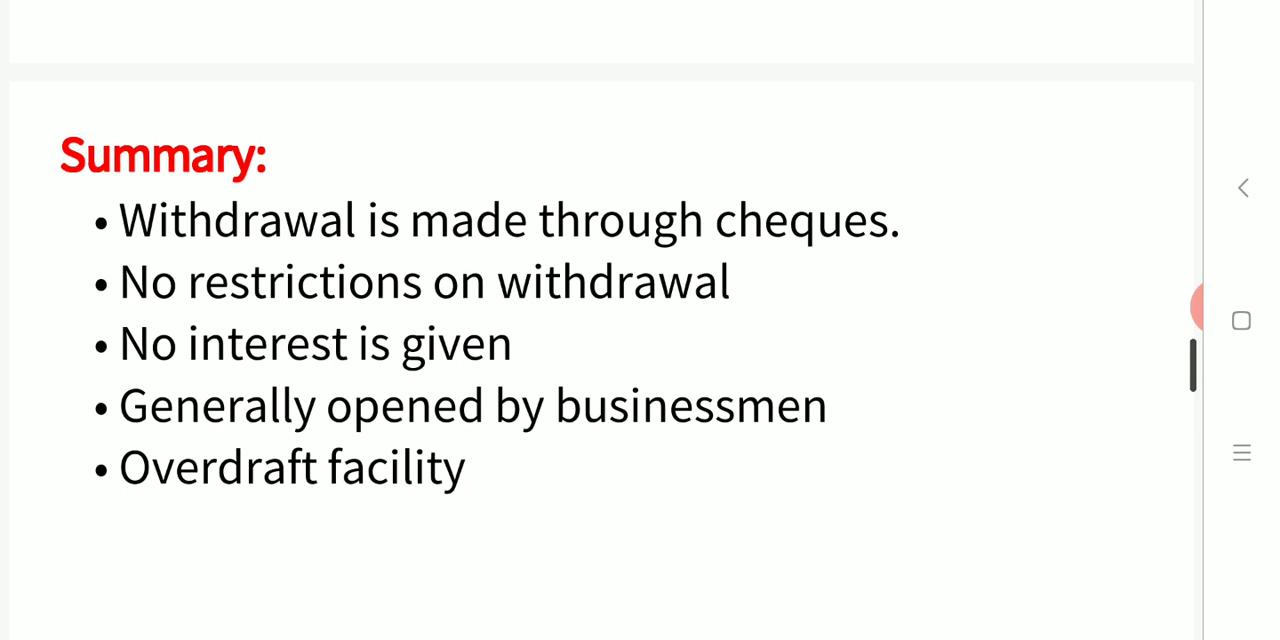 Summary:
• Withdrawal is made through cheques.
• No restrictions on withdrawal
• No interest is given
• Generally opened by businessmen
• Overdraft facility